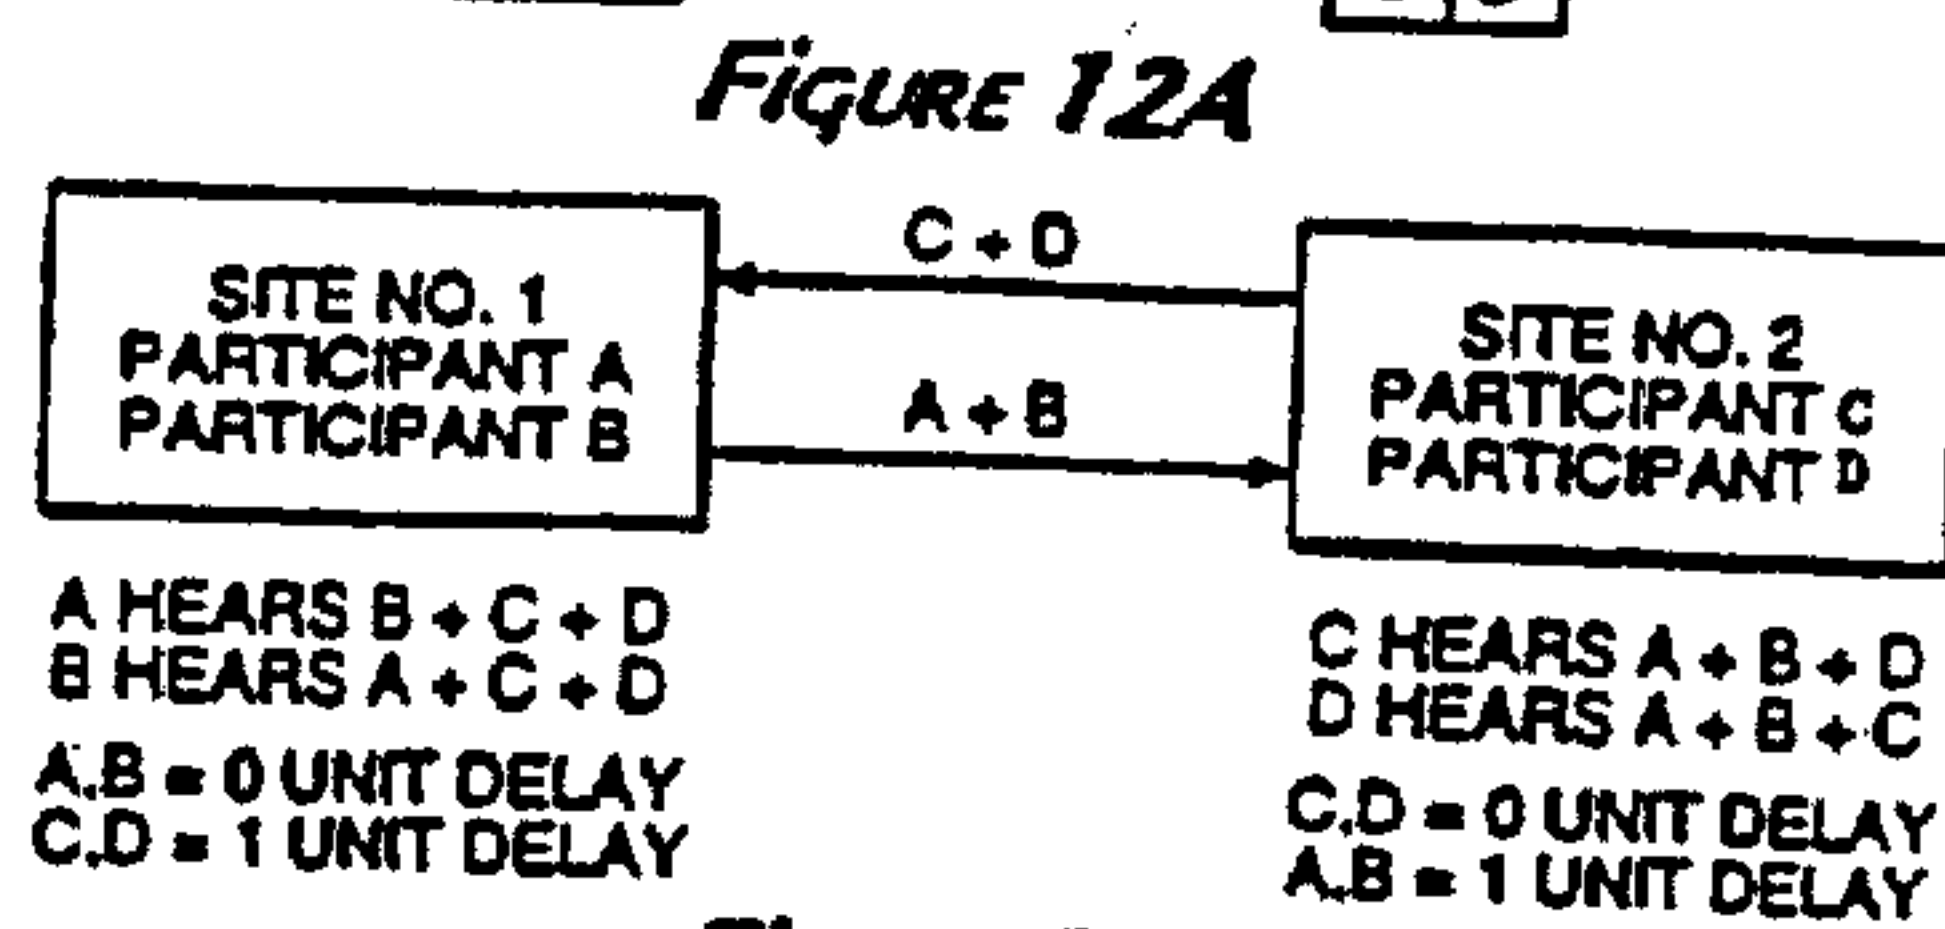 FIGURE 12A
C + D
SITE NO. 1
PARTICIPANT A
PARTICIPANT B
A + B
SITE NO. 2
PARTICIPANT C
PARTICIPANT D
A HEARS B + C + D
B HEARS A + C + D
A,B = 0 UNIT DELAY
C,D = 1 UNIT DELAY
C HEARS A + B + D
D HEARS A + B + C
C,D = 0 UNIT DELAY
A,B = 1 UNIT DELAY